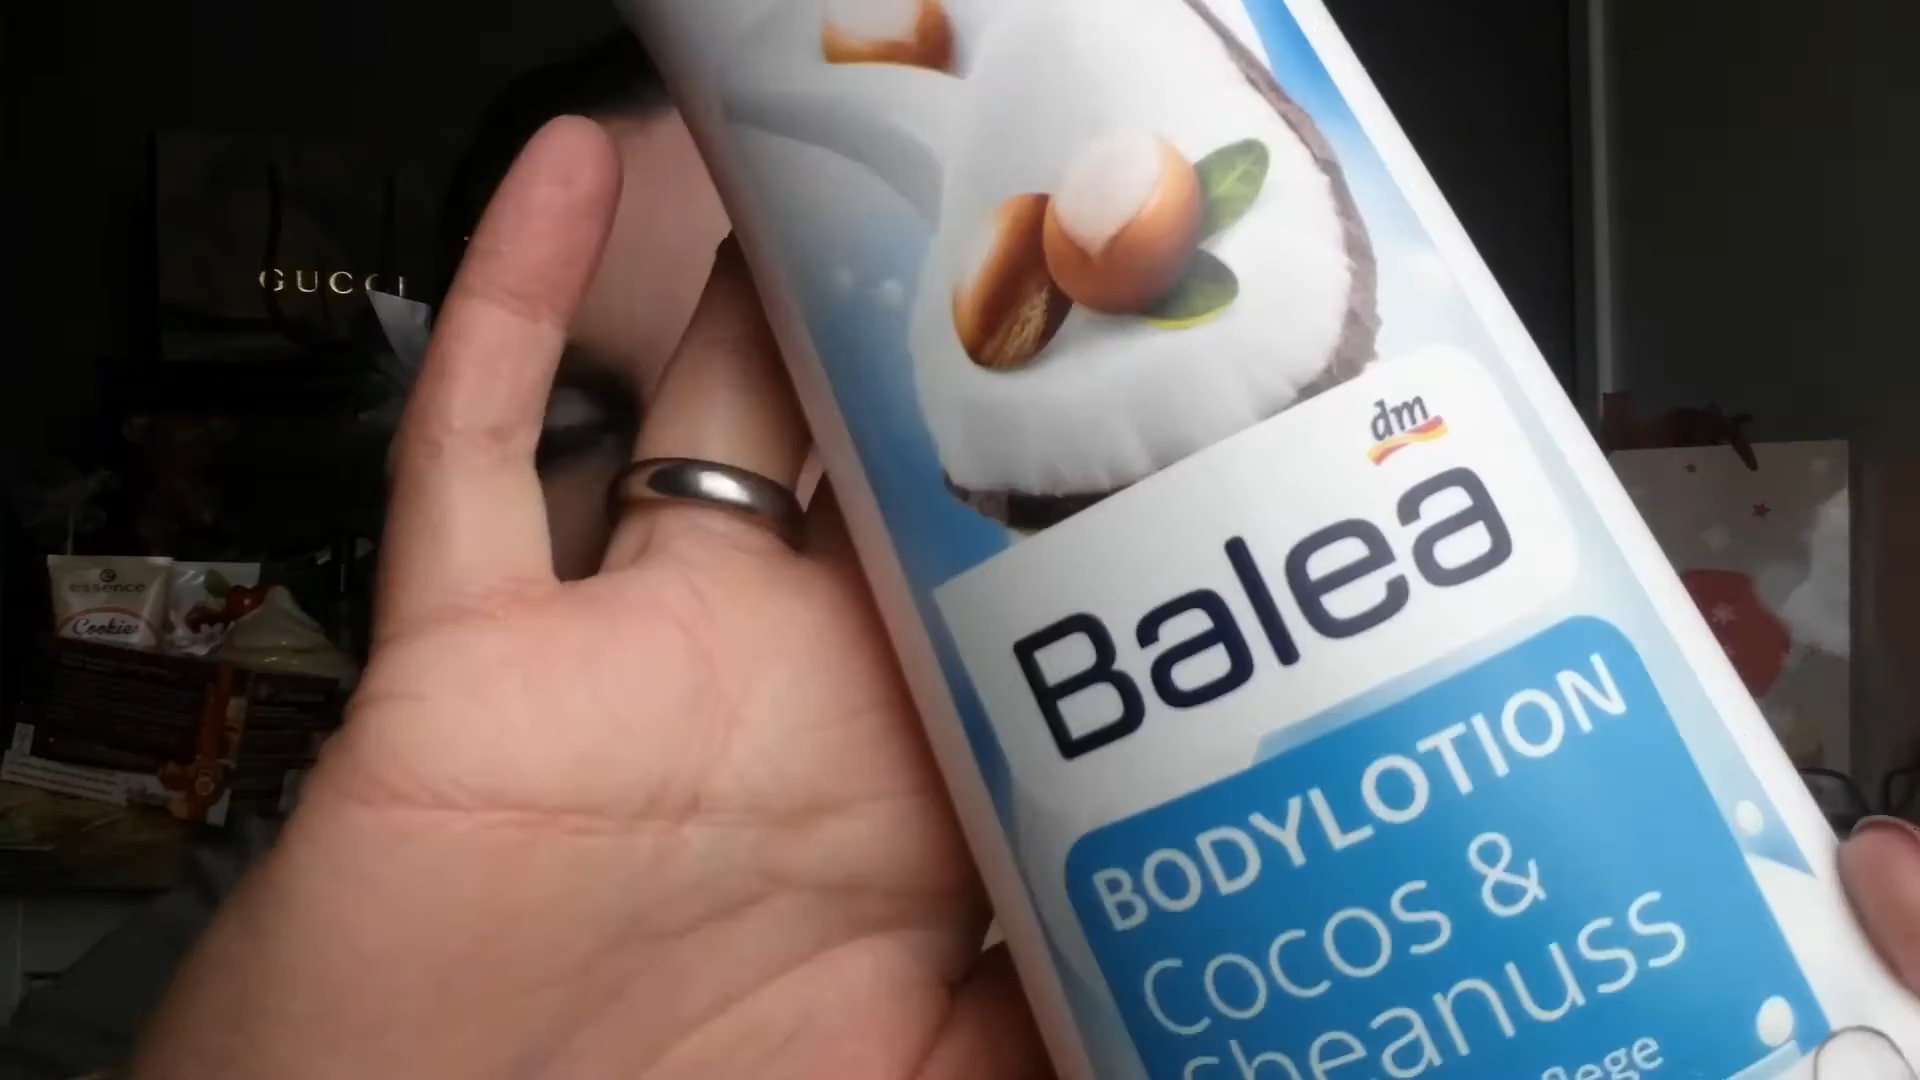 GUCCI
essence
Cookies
dm
Balea
BODYLOTION
COCOS &
Sheanuss